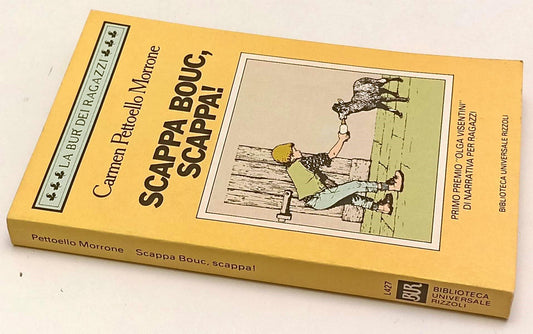 LA BUR DEI RAGAZZI
Carmen Pettoello Morrone
SCAPPA BOUC,
SCAPPA!
PRIMO PREMIO "OLGA VISENTINI"
DI NARRATIVA PER RAGAZZI
BIBLIOTECA UNIVERSALE RIZZOLI
Pettoello Morrone Scappa Bouc, scappa!
L427
BUR
BIBLIOTECA
UNIVERSALE
RIZZOLI